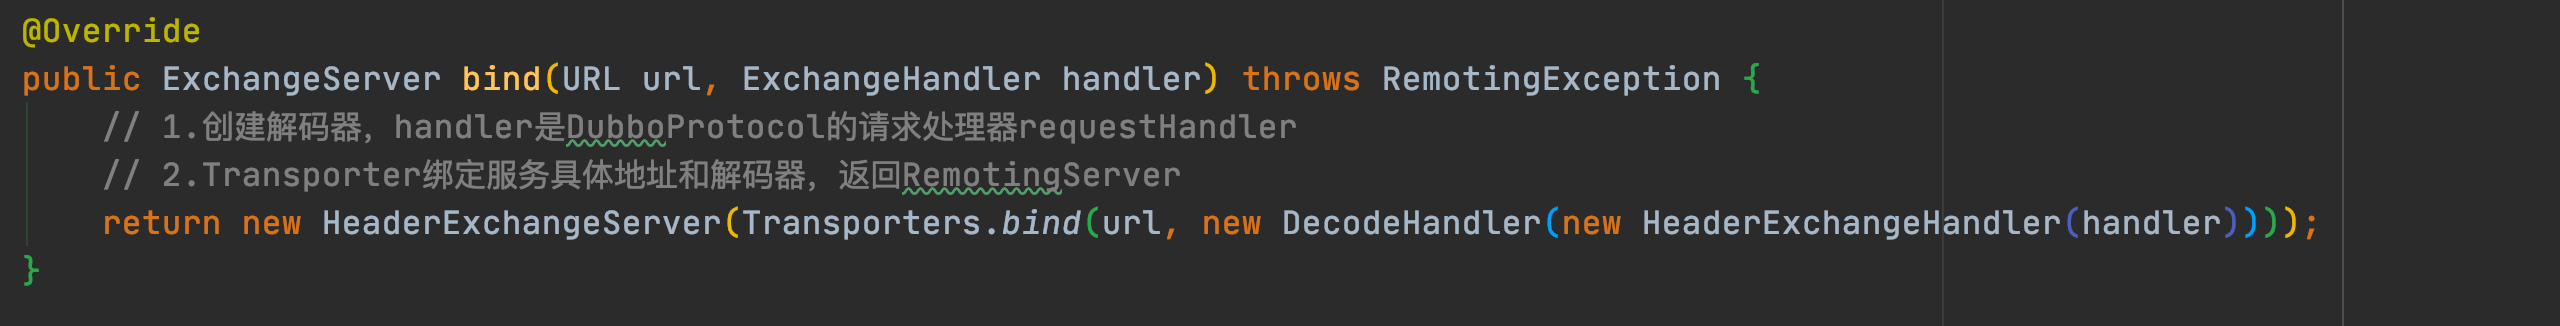 @Override
public ExchangeServer bind(URL url, ExchangeHandler handler) throws RemotingException {
// 1.创建解码器，handler是DubboProtocol的请求处理器requestHandler
// 2.Transporter绑定服务具体地址和解码器，返回RemotingServer
return new HeaderExchangeServer(Transporters.bind(url, new DecodeHandler(new HeaderExchangeHandler(handler))));
}